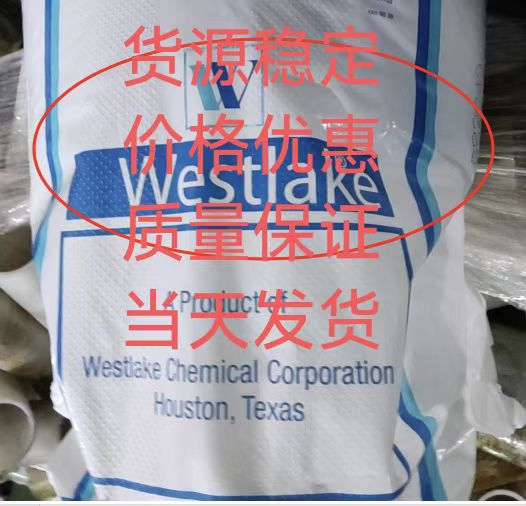 货源稳定
价格优惠
Westlake®
质量保证
A Product of
当天发货
Westlake Chemical Corporation
Houston, Texas